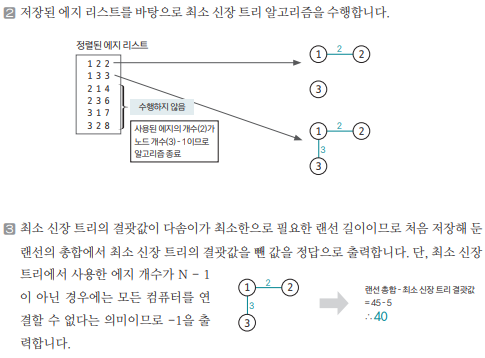 2 저장된 에지 리스트를 바탕으로 최소 신장 트리 알고리즘을 수행합니다.
정렬된 에지 리스트
1 2 2
1 3 3
2 1 4
2 3 6
3 1 7
3 2 8
수행하지 않음
사용된 에지의 개수(2)가
노드 개수(3) - 1이므로
알고리즘 종료
1 2 2
3
1 2 2
3
3
3 최소 신장 트리의 결괏값이 다솜이가 최소한으로 필요한 랜선 길이이므로 처음 저장해 둔
랜선의 총합에서 최소 신장 트리의 결괏값을 뺀 값을 정답으로 출력합니다. 단, 최소 신장
트리에서 사용한 에지 개수가 N - 1
이 아닌 경우에는 모든 컴퓨터를 연
결할 수 없다는 의미이므로 -1을 출
력합니다.
1 2 2
3
3
랜선 총합 - 최소 신장 트리 결괏값
= 45 - 5
∴ 40